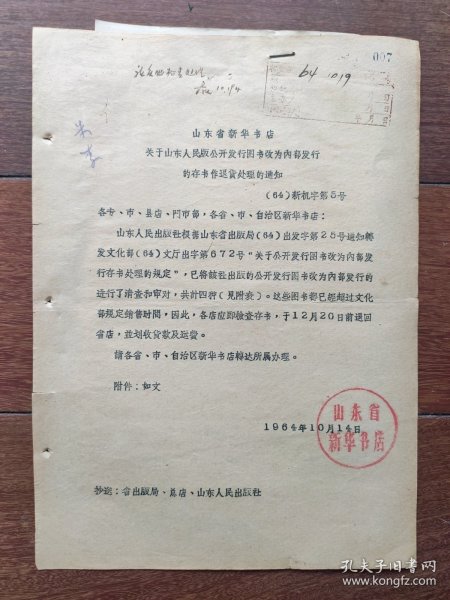 007
64 1019
山东省新华书店
关于山东人民版公开发行图书改为内部发行
的存书作退货处理的通知
(64)新机字第5号
各专、市、县店、门市部,各省、市、自治区新华书店:
山东人民出版社根据山东省出版局(64)出发字第25号通知转
发文化部(64)文厅出字第672号“关于公开发行图书改为内部发
行存书处理的规定”,已将该社出版的公开发行图书改为内部发行的
进行了清查和审对,共计四种(见附表)。这些图书都已经超过文化
部规定销售时间,因此,各店应即检查存书,于12月20日前退回
省店,并划收货款及运费。
请各省、市、自治区新华书店转达所属办理。
附件:如文
1964年10月14日
山东省
新华书店
抄送:省出版局、总店、山东人民出版社
孔夫子旧书网
www.kongfz.com